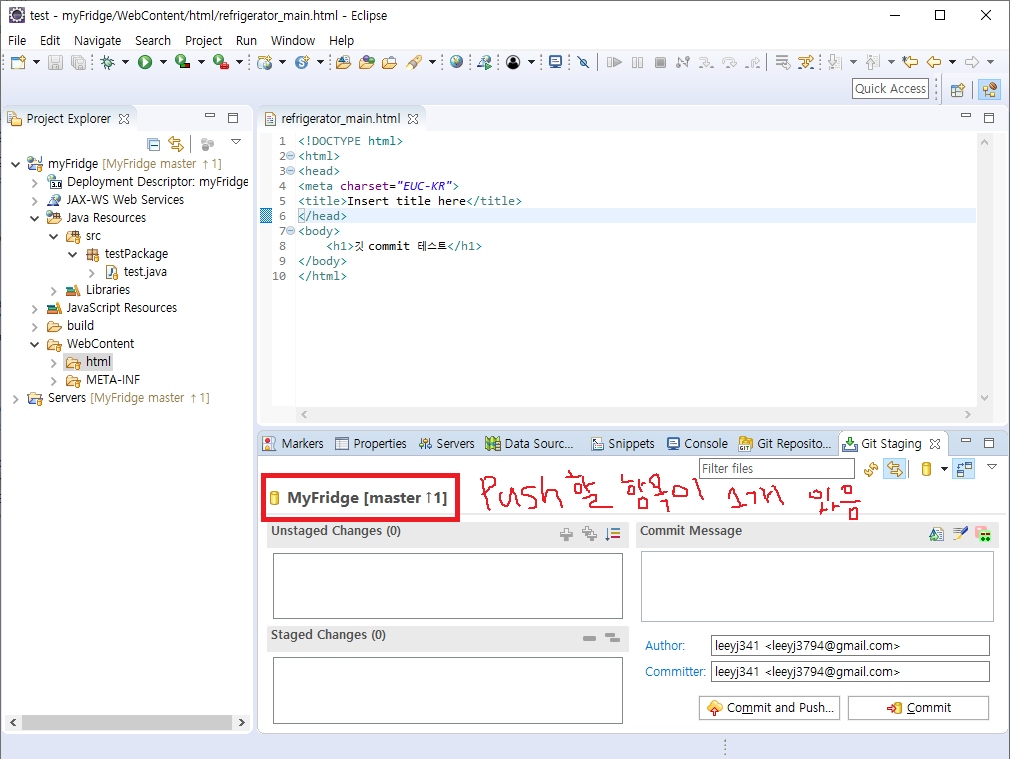 test - myFridge/WebContent/html/refrigerator_main.html - Eclipse
File Edit Navigate Search Project Run Window Help
Quick Access
Project Explorer
myFridge [MyFridge master ↑1]
Deployment Descriptor: myFridge
JAX-WS Web Services
Java Resources
src
testPackage
test.java
Libraries
JavaScript Resources
build
WebContent
html
META-INF
Servers [MyFridge master ↑1]
refrigerator_main.html
1 <!DOCTYPE html>
2 <html>
3 <head>
4 <meta charset="EUC-KR">
5 <title>Insert title here</title>
6 </head>
7 <body>
8 <h1>깃 commit 테스트</h1>
9 </body>
10 </html>
Markers Properties Servers Data Sourc... Snippets Console Git Reposito... Git Staging
Filter files
MyFridge [master ↑1]
Push할 항목이 1개
Unstaged Changes (0)
Staged Changes (0)
Commit Message
Author: leeyj341 <leeyj3794@gmail.com>
Committer: leeyj341 <leeyj3794@gmail.com>
Commit and Push... Commit